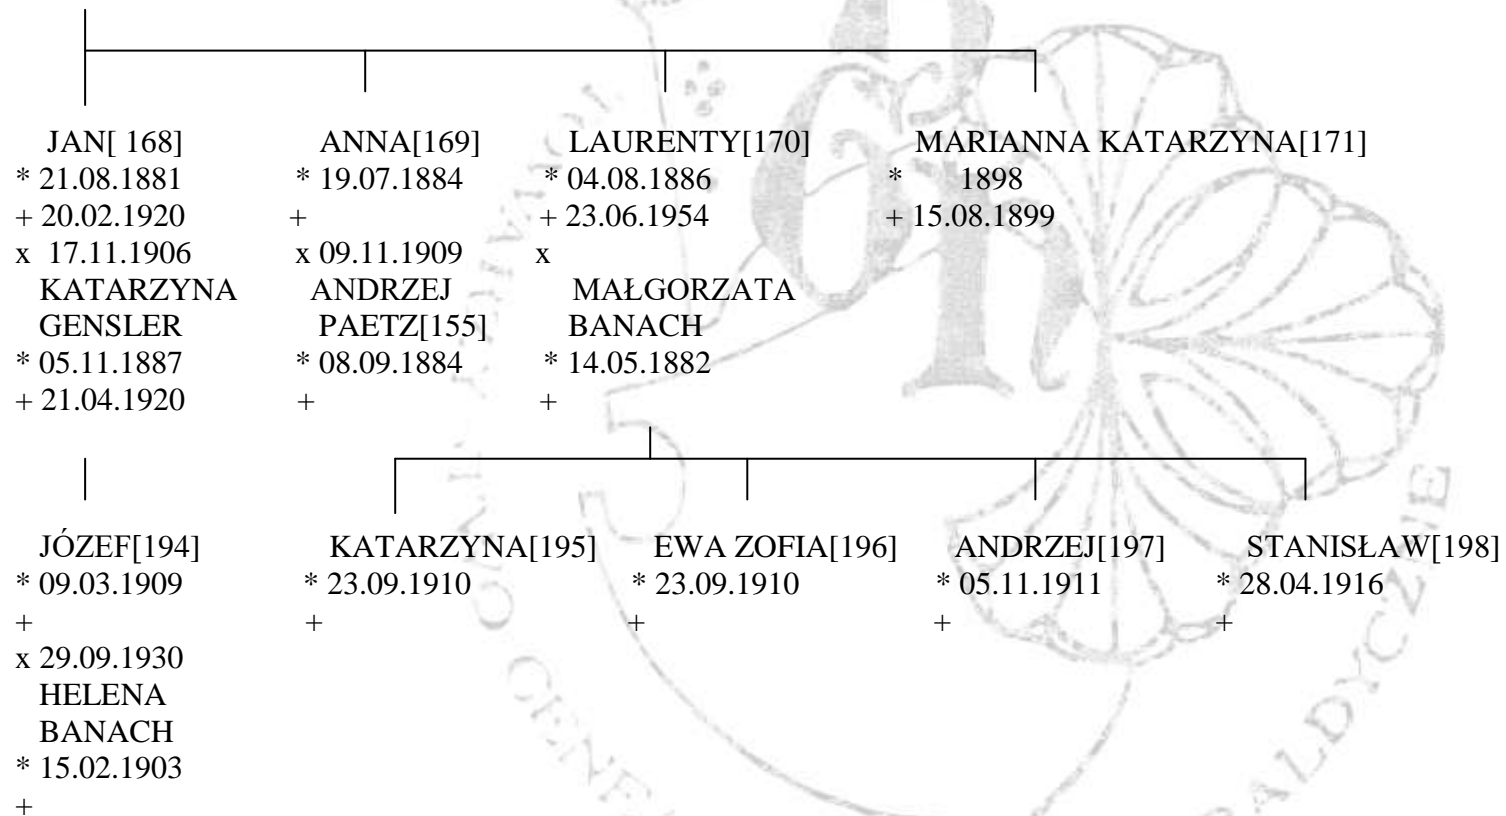 JAN[ 168] ANNA[169] LAURENTY[170] MARIANNA KATARZYNA[171]
* 21.08.1881 * 19.07.1884 * 04.08.1886 * 1898
+ 20.02.1920 + + 23.06.1954 + 15.08.1899
x 17.11.1906 x 09.11.1909 x
KATARZYNA ANDRZEJ MAŁGORZATA
GENSLER PAETZ[155] BANACH
* 05.11.1887 * 08.09.1884 * 14.05.1882
+ 21.04.1920 + +
JÓZEF[194] KATARZYNA[195] EWA ZOFIA[196] ANDRZEJ[197] STANISŁAW[198]
* 09.03.1909 * 23.09.1910 * 23.09.1910 * 05.11.1911 * 28.04.1916
+ + + + +
x 29.09.1930
HELENA
BANACH
* 15.02.1903
+